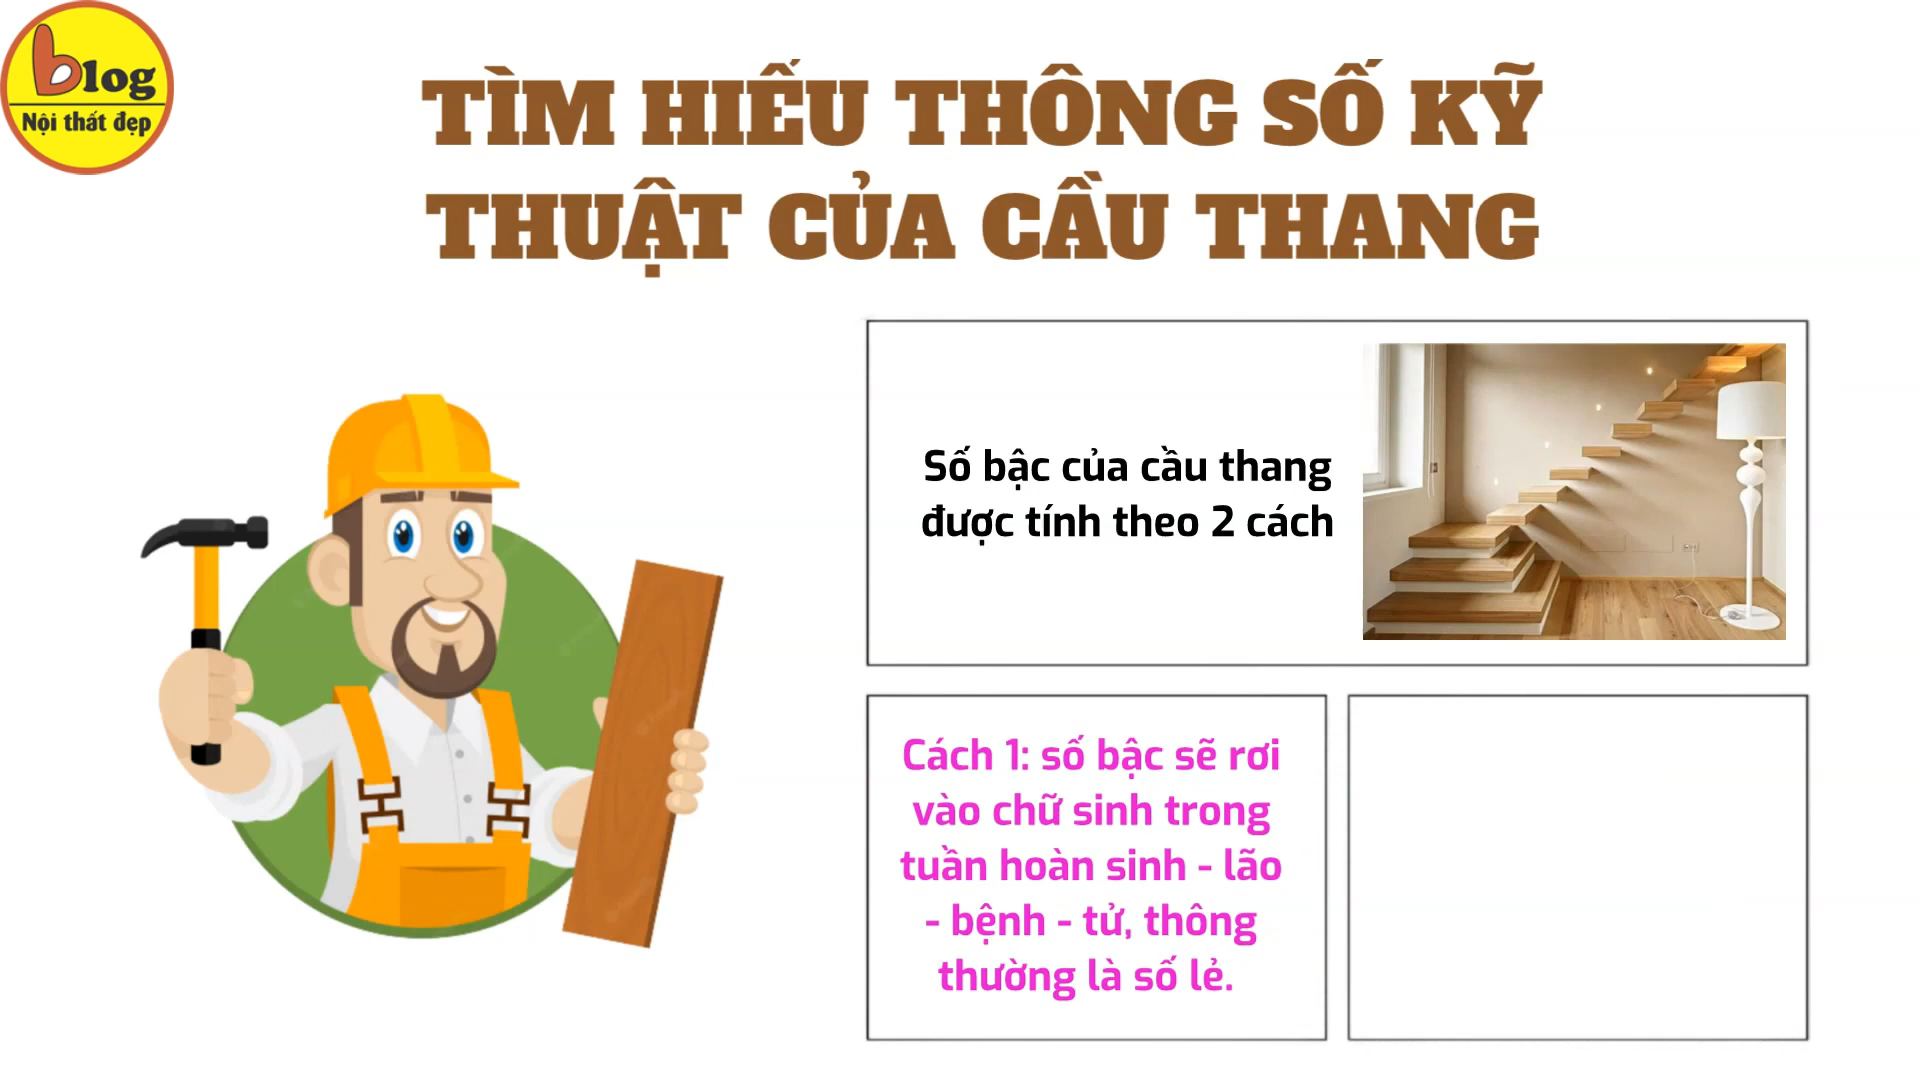 blog
Nội thất đẹp
TÌM HIỂU THÔNG SỐ KỸ
THUẬT CỦA CẦU THANG
Số bậc của cầu thang
được tính theo 2 cách
Cách 1: số bậc sẽ rơi
vào chữ sinh trong
tuần hoàn sinh - lão
- bệnh - tử, thông
thường là số lẻ.